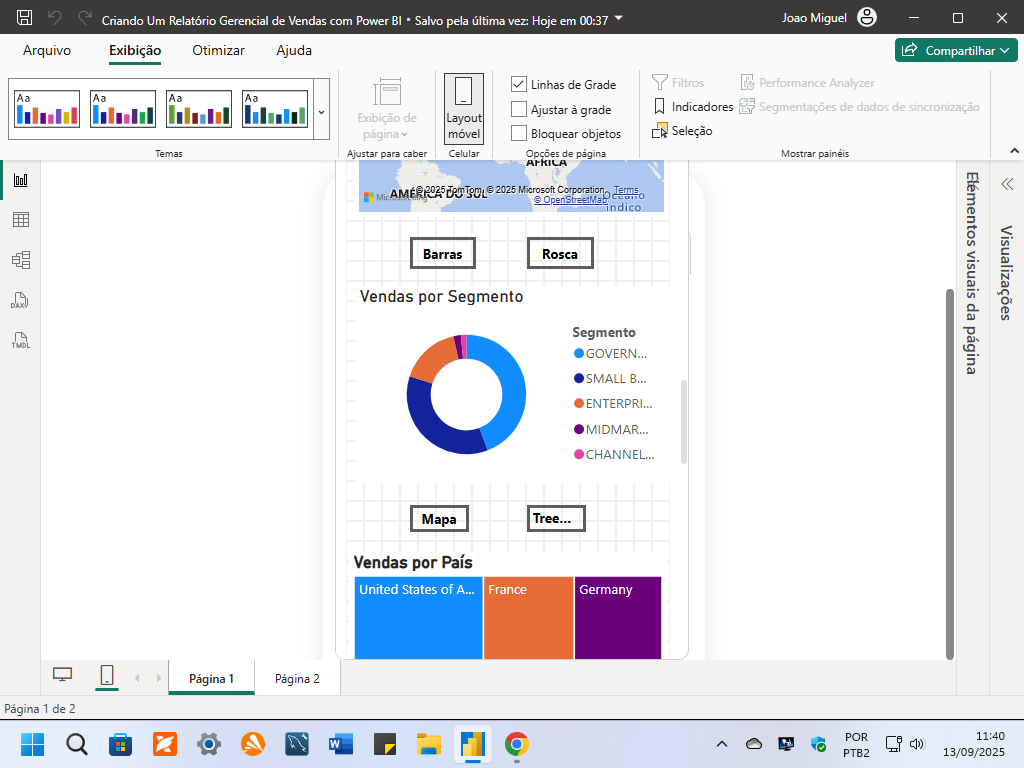 Criando Um Relatório Gerencial de Vendas com Power BI • Salvo pela última vez: Hoje em 00:37
Joao Miguel
Arquivo
Exibição
Otimizar
Ajuda
Compartilhar
Aa
Aa
Aa
Aa
Temas
Exibição de
página
Ajustar para caber
Layout
móvel
Celular
Linhas de Grade
Ajustar à grade
Bloquear objetos
Opções de página
Filtros
Indicadores
Seleção
Performance Analyzer
Segmentações de dados de sincronização
Mostrar painéis
DAX
TMDL
ÁFRICA
AMÉRICA DO SUL
Microsoft Bing
© 2025 TomTom, © 2025 Microsoft Corporation, Terms
© OpenStreetMap
Oceano
Índico
Barras
Rosca
Vendas por Segmento
Segmento
GOVERN...
SMALL B...
ENTERPRI...
MIDMAR...
CHANNEL...
Mapa
Tree...
Vendas por País
United States of A...
France
Germany
Elementos visuais da página
Visualizações
Página 1
Página 2
Página 1 de 2
POR
PTB2
11:40
13/09/2025